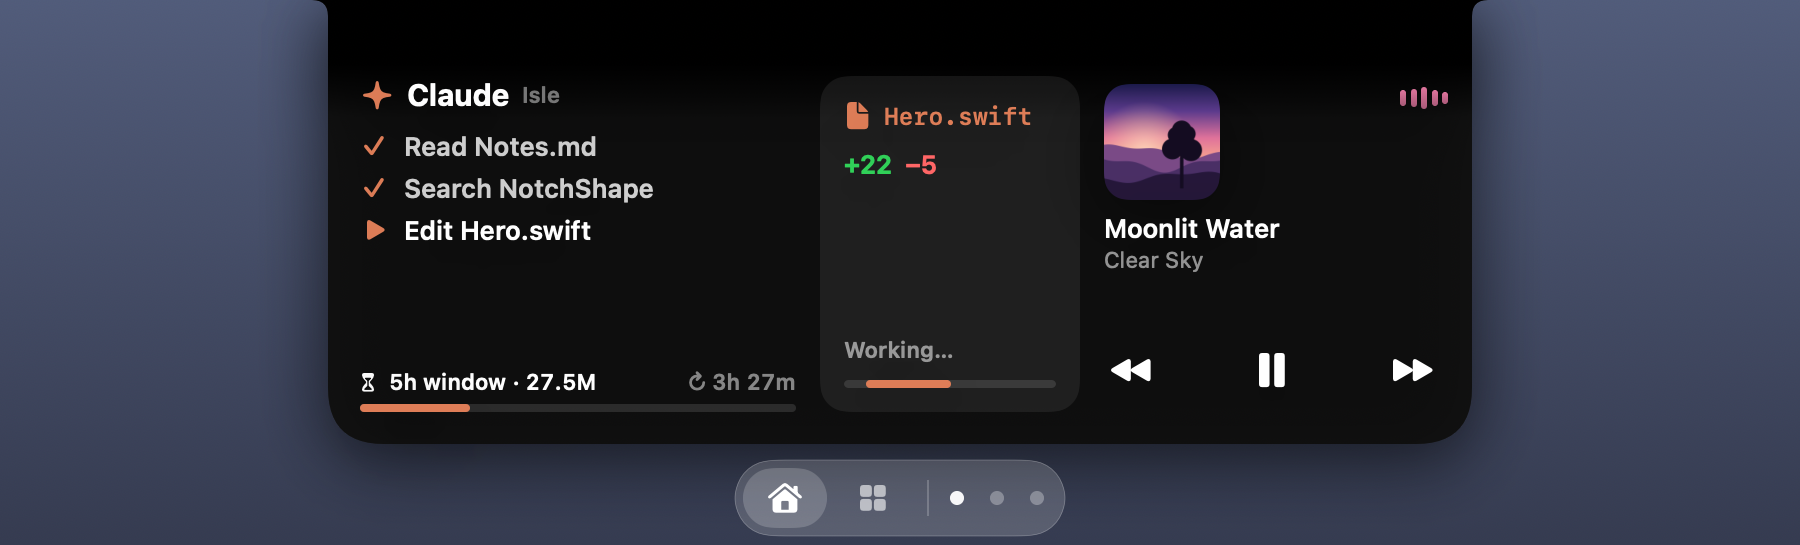 Claude Isle
Read Notes.md
Search NotchShape
Edit Hero.swift
5h window · 27.5M
3h 27m
Hero.swift
+22 −5
Working...
Moonlit Water
Clear Sky